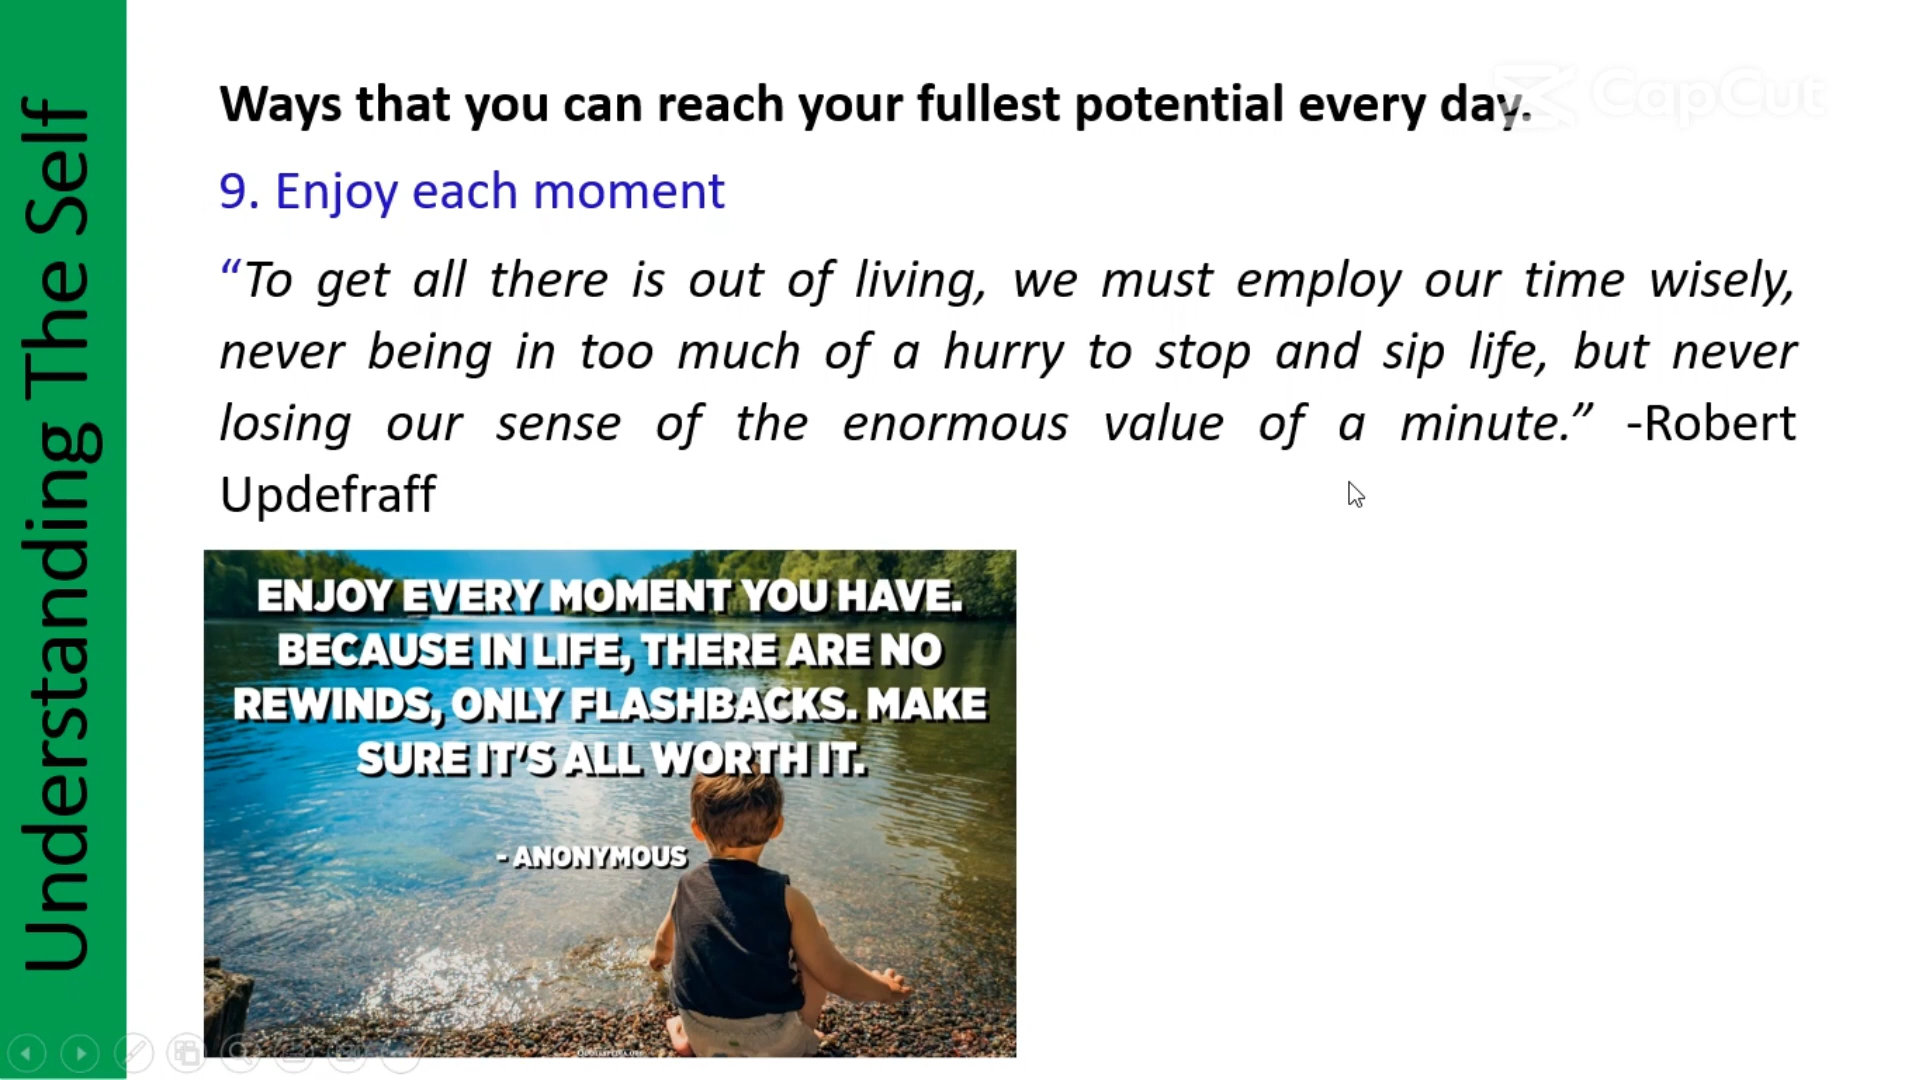 Understanding The Self
Ways that you can reach your fullest potential every day.
CapCut
9. Enjoy each moment
“To get all there is out of living, we must employ our time wisely,
never being in too much of a hurry to stop and sip life, but never
losing our sense of the enormous value of a minute.” -Robert
Updefraff
ENJOY EVERY MOMENT YOU HAVE.
BECAUSE IN LIFE, THERE ARE NO
REWINDS, ONLY FLASHBACKS. MAKE
SURE IT'S ALL WORTH IT.
- ANONYMOUS